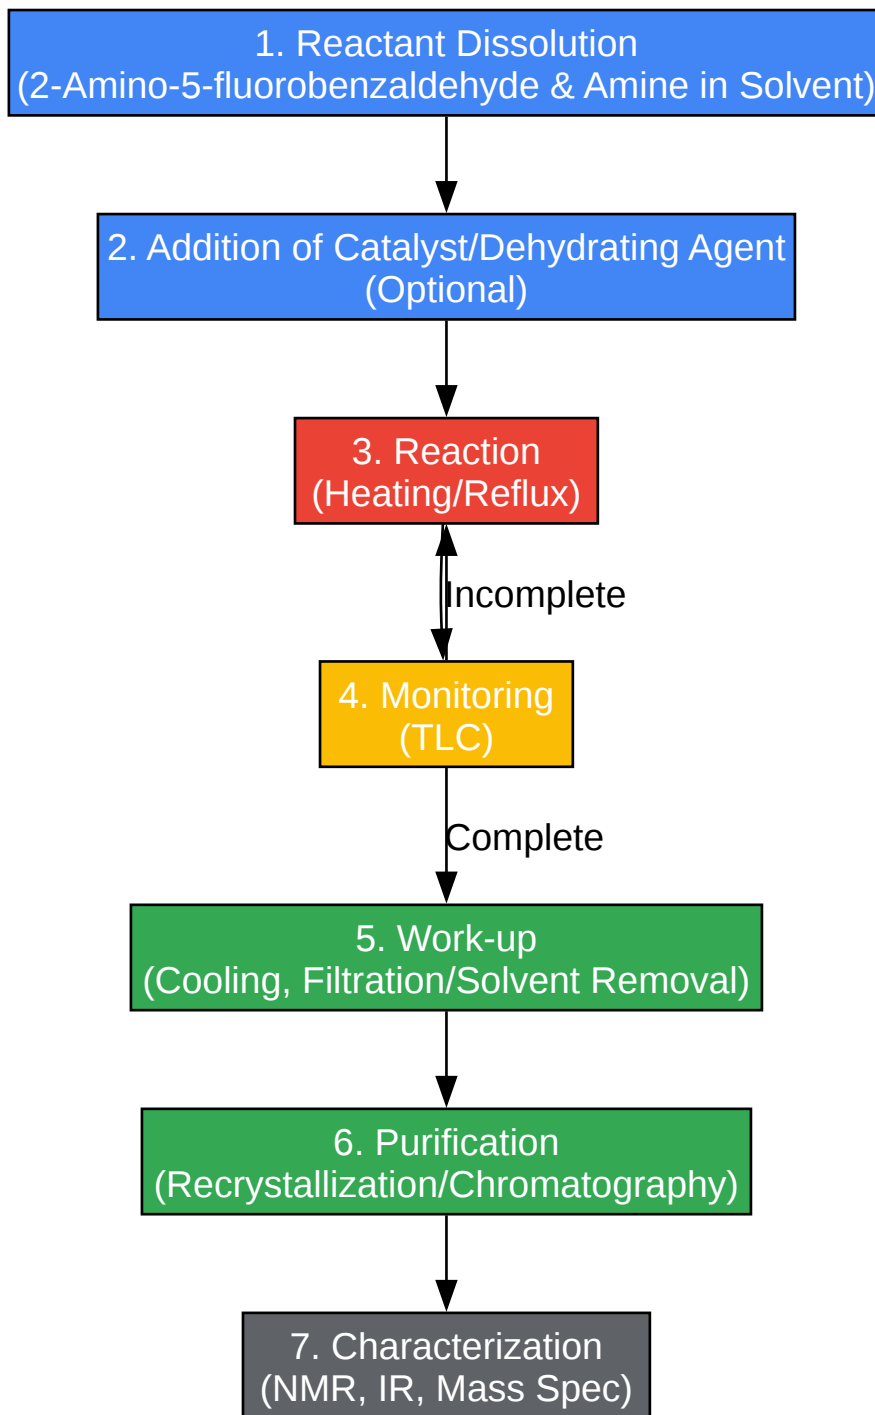 1. Reactant Dissolution
(2-Amino-5-fluorobenzaldehyde & Amine in Solvent)
2. Addition of Catalyst/Dehydrating Agent
(Optional)
3. Reaction
(Heating/Reflux)
Incomplete
4. Monitoring
(TLC)
Complete
5. Work-up
(Cooling, Filtration/Solvent Removal)
6. Purification
(Recrystallization/Chromatography)
7. Characterization
(NMR, IR, Mass Spec)